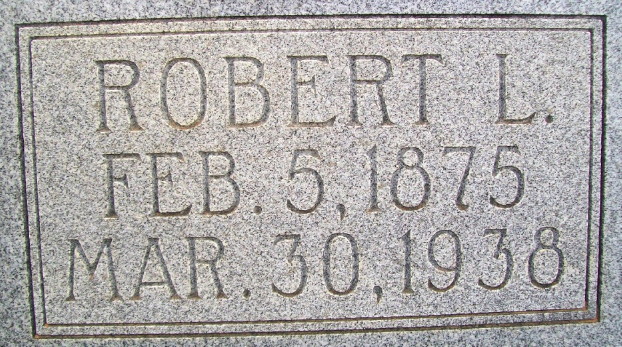 ROBERT L.
FEB. 5, 1875
MAR. 30, 1938